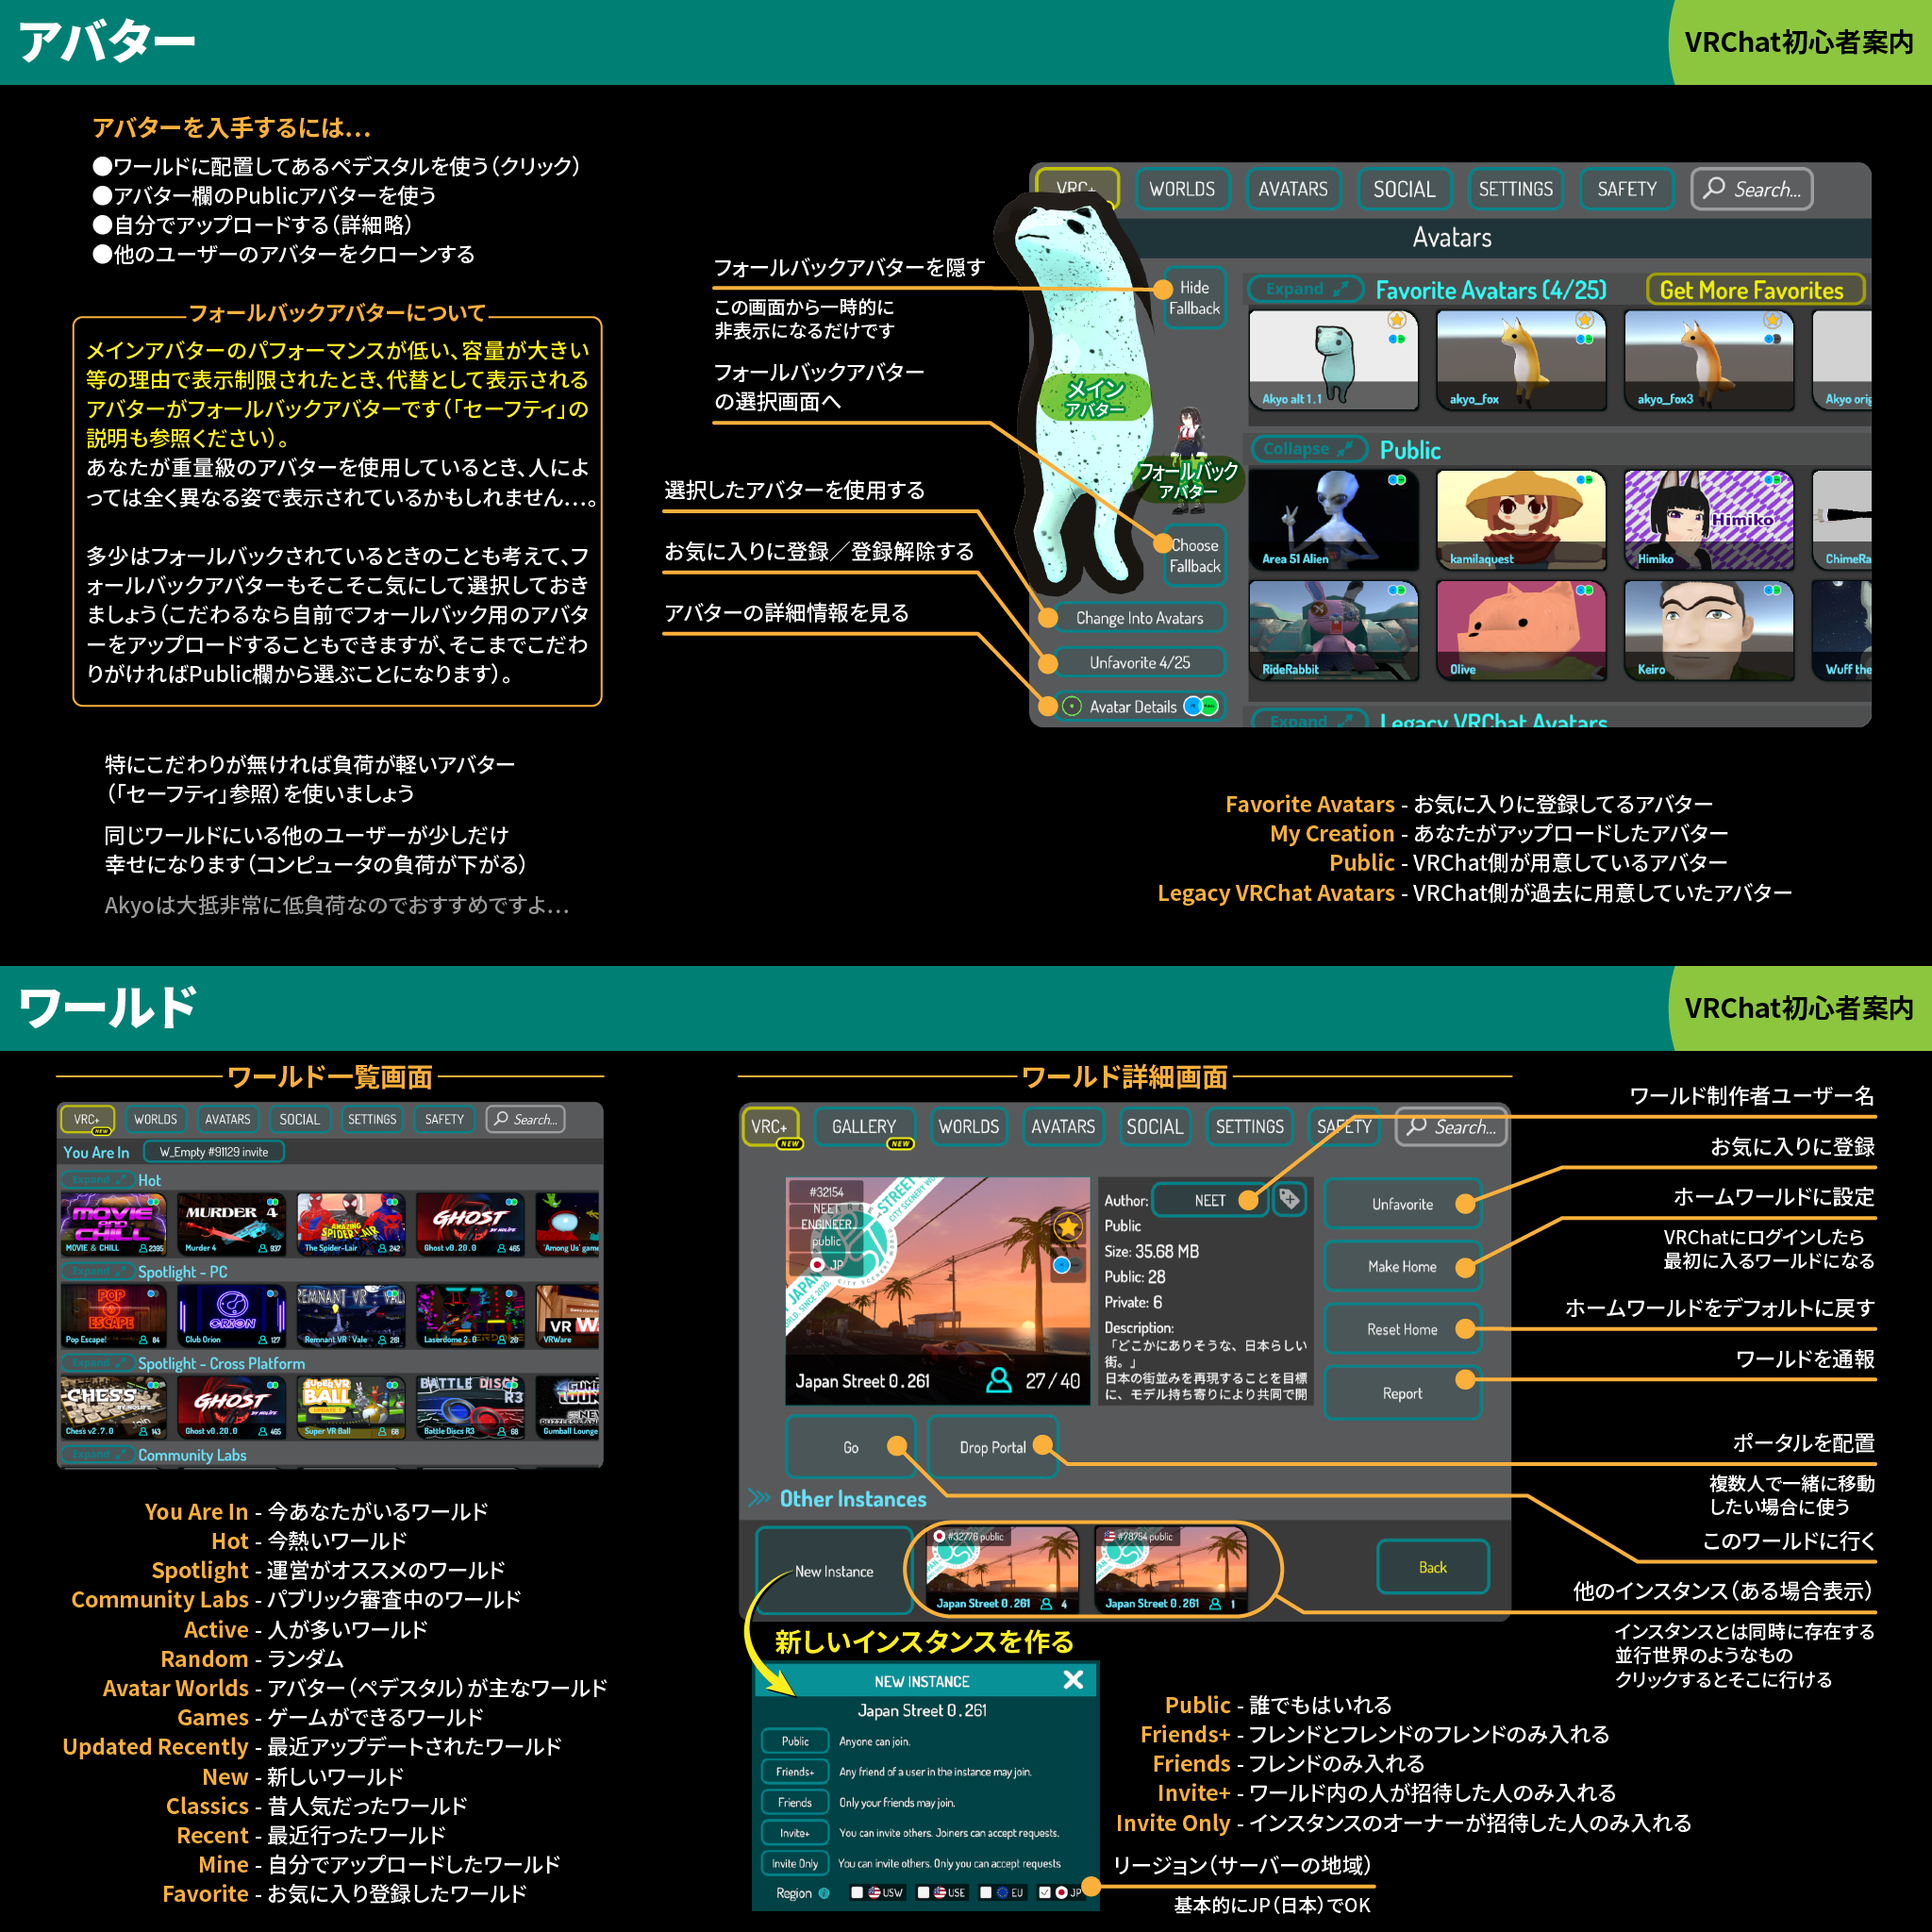 アバター
VRChat初心者案内
アバターを入手するには…
●ワールドに配置してあるペデスタルを使う（クリック）
●アバター欄のPublicアバターを使う
●自分でアップロードする（詳細略）
●他のユーザーのアバターをクローンする
フォールバックアバターについて
メインアバターのパフォーマンスが低い、容量が大きい
等の理由で表示制限されたとき、代替として表示される
アバターがフォールバックアバターです（「セーフティ」の
説明も参照ください）。
あなたが重量級のアバターを使用しているとき、人によ
っては全く異なる姿で表示されているかもしれません…。
多少はフォールバックされているときのことも考えて、フ
ォールバックアバターもそこそこ気にして選択しておき
ましょう（こだわるなら自前でフォールバック用のアバタ
ーをアップロードすることもできますが、そこまでこだわ
りがければPublic欄から選ぶことになります）。
特にこだわりが無ければ負荷が軽いアバター
（「セーフティ」参照）を使いましょう
同じワールドにいる他のユーザーが少しだけ
幸せになります（コンピュータの負荷が下がる）
Akyoは大抵非常に低負荷なのでおすすめですよ…
フォールバックアバターを隠す
この画面から一時的に
非表示になるだけです
フォールバックアバター
の選択画面へ
選択したアバターを使用する
お気に入りに登録／登録解除する
アバターの詳細情報を見る
VRC+
WORLDS
AVATARS
SOCIAL
SETTINGS
SAFETY
Search...
Avatars
Hide
Fallback
メイン
アバター
フォールバック
アバター
Choose
Fallback
Change Into Avatars
Unfavorite 4/25
Avatar Details
Expand
Favorite Avatars (4/25)
Get More Favorites
Akyo alt 1.1
akyo_fox
akyo_fox3
Akyo orig
Collapse
Public
Area 51 Alien
kamilaquest
Himiko
Himiko
ChimeRa
RideRabbit
Olive
Keiro
Wuff the
Expand
Legacy VRChat Avatars
Favorite Avatars - お気に入りに登録してるアバター
My Creation - あなたがアップロードしたアバター
Public - VRChat側が用意しているアバター
Legacy VRChat Avatars - VRChat側が過去に用意していたアバター
ワールド
VRChat初心者案内
ワールド一覧画面
VRC+
NEW
WORLDS
AVATARS
SOCIAL
SETTINGS
SAFETY
Search...
You Are In
W_Empty #91129 invite
Expand
Hot
MOVIE AND CHILL
MOVIE & CHILL 2395
MURDER 4
Murder 4 937
AMAZING SPIDER-LAIR
The Spider-Lair 242
GHOST
Ghost v0.20.0 465
'Among Us' game
Expand
Spotlight - PC
POP ESCAPE
Pop Escape! 64
ORION
Club Orion 127
REMNANT VR : VALE
Remnant VR : Vale 261
Laserdome 2.0 20
VR Wa
VRWare
Expand
Spotlight - Cross Platform
CHESS
Chess v2.7.0 143
GHOST
Ghost v0.20.0 465
SUPER VR BALL
Super VR Ball 68
BATTLE DISCS R3
Battle Discs R3 68
Gumball Lounge
Expand
Community Labs
You Are In - 今あなたがいるワールド
Hot - 今熱いワールド
Spotlight - 運営がオススメのワールド
Community Labs - パブリック審査中のワールド
Active - 人が多いワールド
Random - ランダム
Avatar Worlds - アバター（ペデスタル）が主なワールド
Games - ゲームができるワールド
Updated Recently - 最近アップデートされたワールド
New - 新しいワールド
Classics - 昔人気だったワールド
Recent - 最近行ったワールド
Mine - 自分でアップロードしたワールド
Favorite - お気に入り登録したワールド
ワールド詳細画面
VRC+
NEW
GALLERY
NEW
WORLDS
AVATARS
SOCIAL
SETTINGS
SAFETY
Search...
#32154
NEET
ENGINEER
public
JP
Japan Street 0.261
27/40
Author: NEET
Public
Size: 35.68 MB
Public: 28
Private: 6
Description:
「どこかにありそうな、日本らしい
街。」
日本の街並みを再現することを目標
に、モデル持ち寄りにより共同で開
Unfavorite
Make Home
Reset Home
Report
Go
Drop Portal
Other Instances
New Instance
#32776 public
Japan Street 0.261 4
#78754 public
Japan Street 0.261 1
Back
ワールド制作者ユーザー名
お気に入りに登録
ホームワールドに設定
VRChatにログインしたら
最初に入るワールドになる
ホームワールドをデフォルトに戻す
ワールドを通報
ポータルを配置
複数人で一緒に移動
したい場合に使う
このワールドに行く
他のインスタンス（ある場合表示）
インスタンスとは同時に存在する
並行世界のようなもの
クリックするとそこに行ける
新しいインスタンスを作る
NEW INSTANCE
Japan Street 0.261
Public Anyone can join.
Friends+ Any friend of a user in the instance may join.
Friends Only your friends may join.
Invite+ You can invite others. Joiners can accept requests.
Invite Only You can invite others. Only you can accept requests
Region USW USE EU JP
Public - 誰でもはいれる
Friends+ - フレンドとフレンドのフレンドのみ入れる
Friends - フレンドのみ入れる
Invite+ - ワールド内の人が招待した人のみ入れる
Invite Only - インスタンスのオーナーが招待した人のみ入れる
リージョン（サーバーの地域）
基本的にJP（日本）でOK